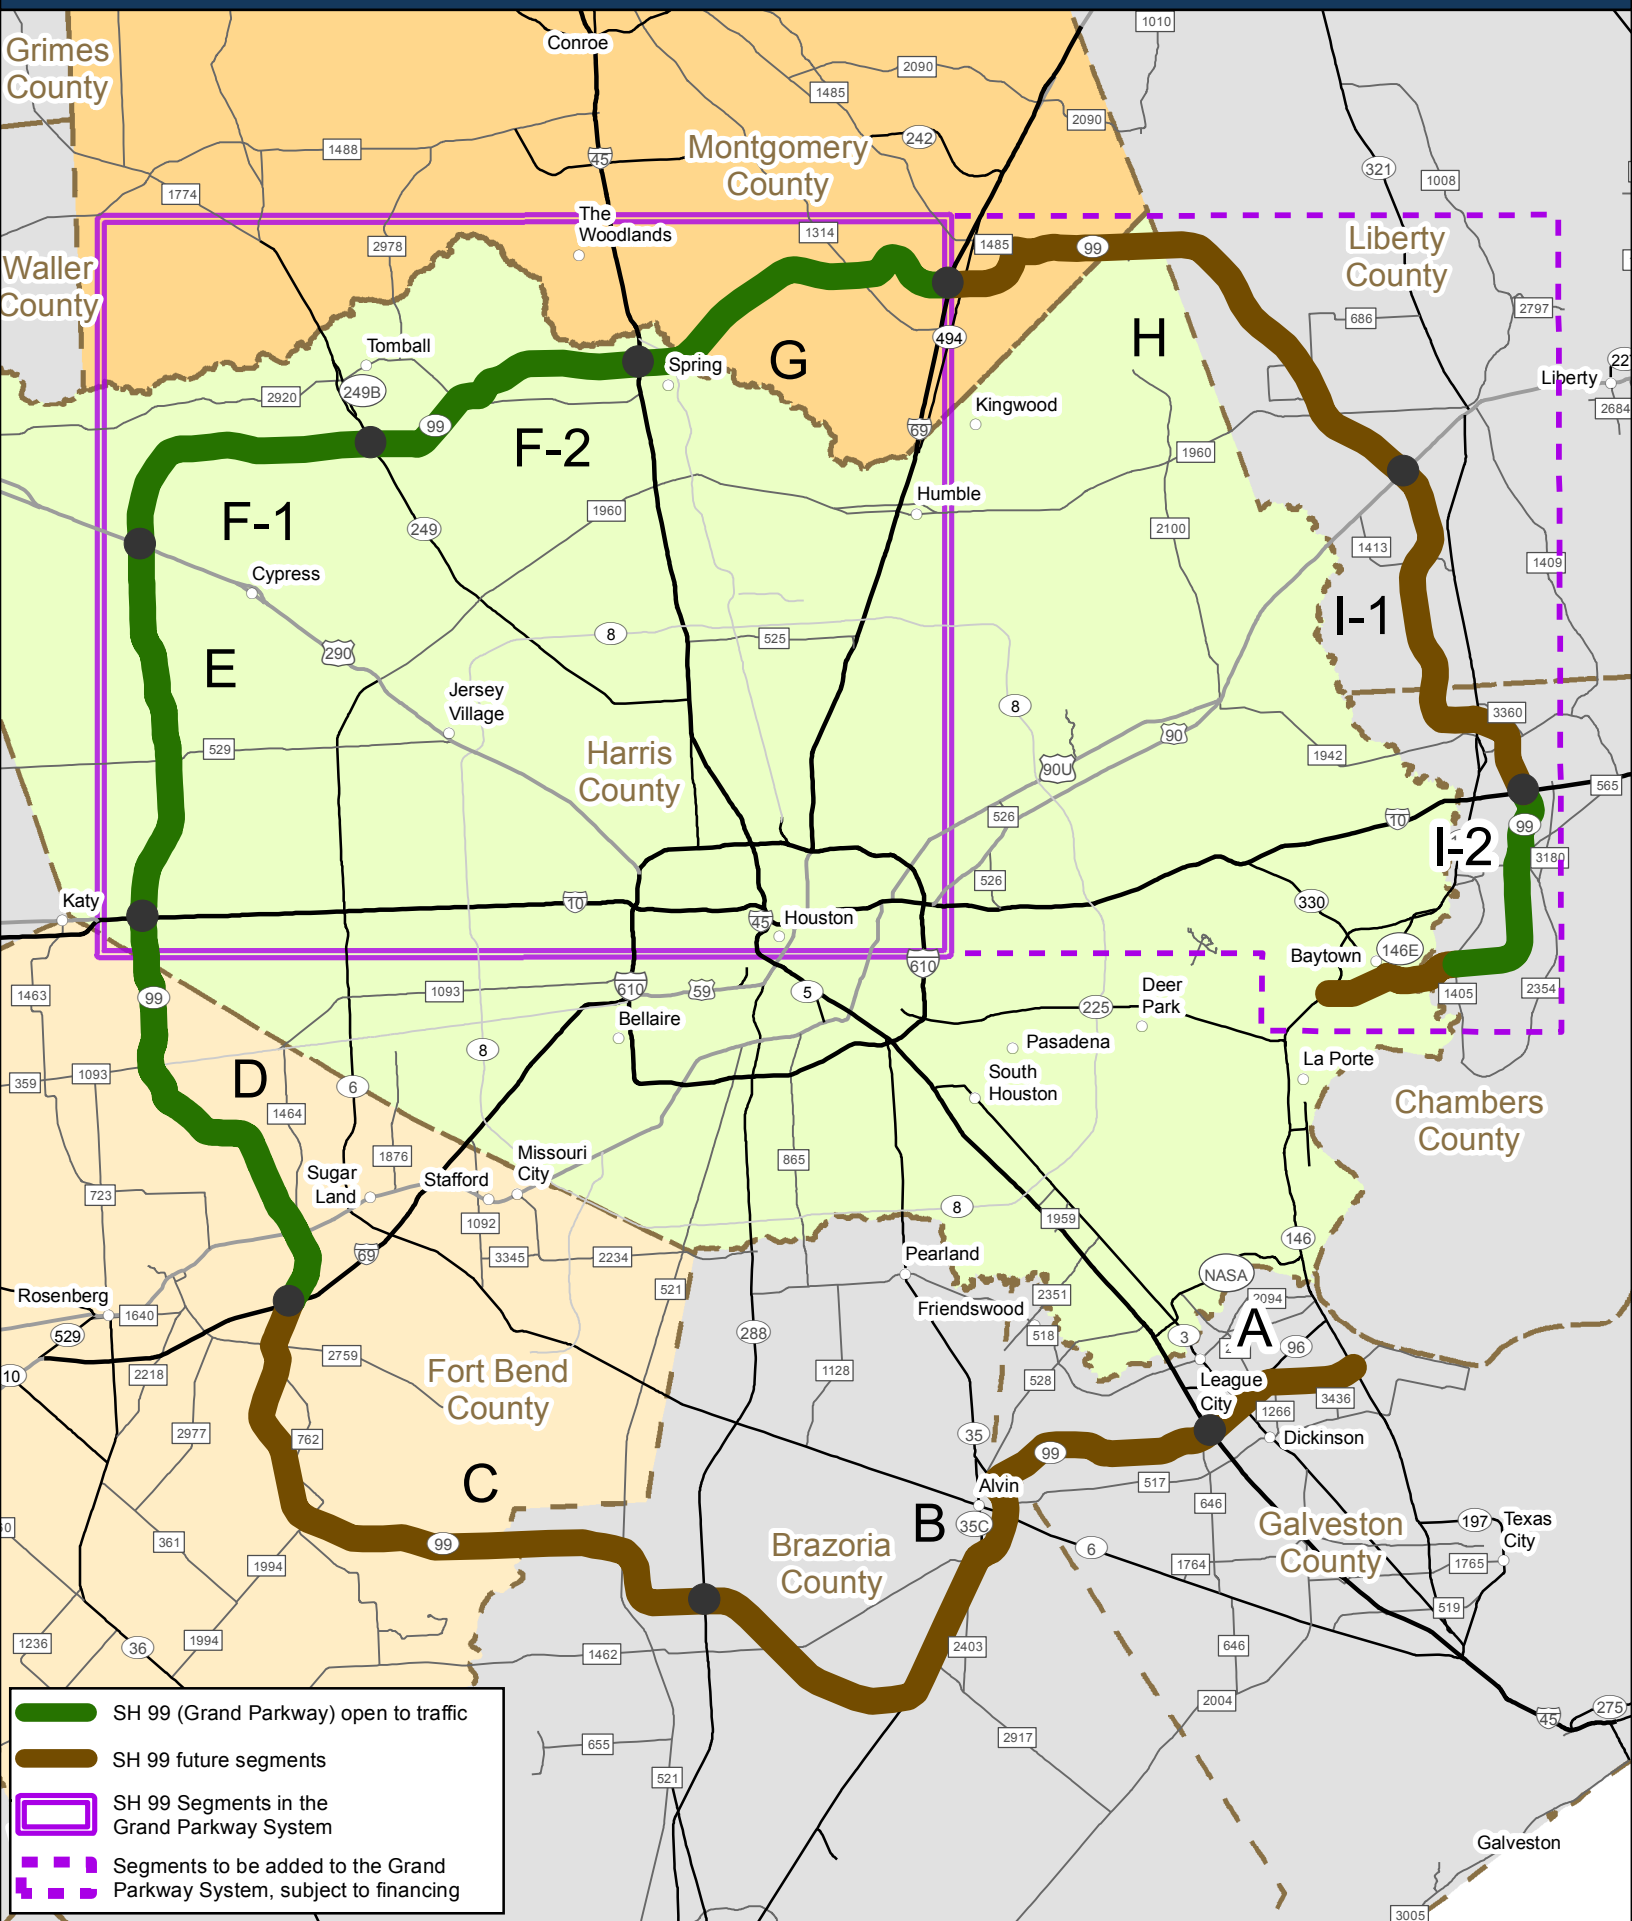 Conroe
1010
Grimes
County
2090
1485
2090
242
Montgomery
County
1488
45
321
1008
1774
The
Woodlands
1314
2978
1485
99
Liberty
County
Waller
County
2797
686
494
H
Tomball
G
Spring
Liberty
249B
2920
2684
Kingwood
99
69
F-2
1960
Humble
1960
F-1
249
2100
1413
1409
Cypress
I-1
8
525
290
E
Jersey
Village
8
3360
90
529
Harris
County
1942
90U
565
10
526
99
I-2
3180
526
Katy
10
330
45
Houston
146E
Baytown
610
610
59
5
1463
99
1093
Deer
Park
1405
2354
225
Bellaire
Pasadena
8
La Porte
359
1093
D
6
South
Houston
1464
Chambers
County
1876
Missouri
City
865
Sugar
Land
Stafford
723
8
1092
1959
146
69
3345
2234
Pearland
NASA
521
2351
2094
Rosenberg
1640
Friendswood
529
288
518
3
A
96
2759
10
2218
1128
528
Fort Bend
County
League
City
3436
1266
2977
762
35
Dickinson
99
C
517
Alvin
646
B
35C
197
Texas
City
Galveston
County
99
361
Brazoria
County
6
1764
1765
1994
519
1236
36
1994
1462
2403
646
2004
275
45
SH 99 (Grand Parkway) open to traffic
655
2917
SH 99 future segments
521
SH 99 Segments in the
Grand Parkway System
Galveston
Segments to be added to the Grand
Parkway System, subject to financing
3005